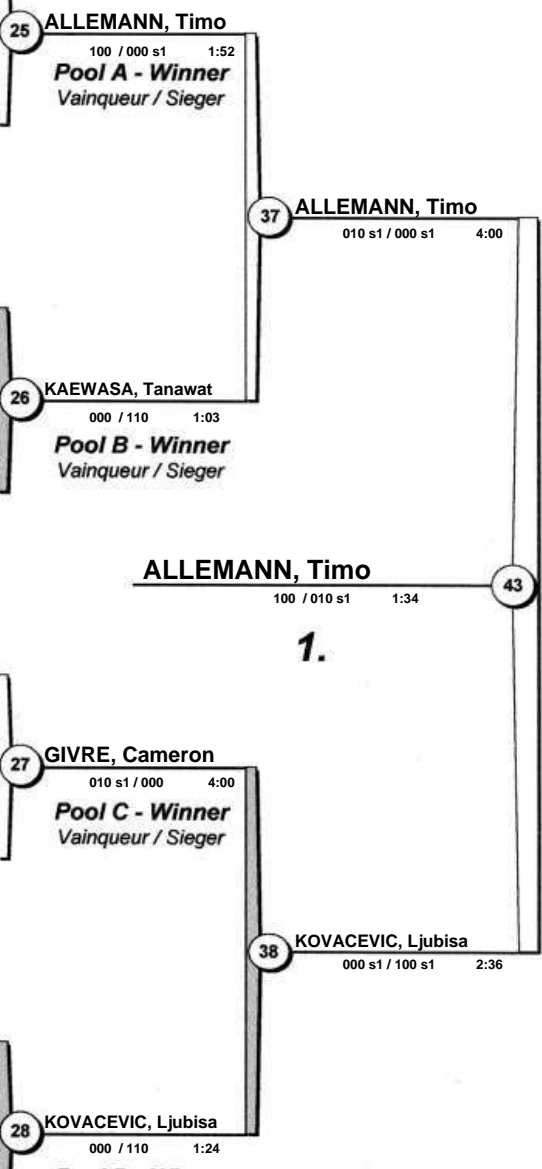 25 ALLEMANN, Timo
100 / 000 s1 1:52
Pool A - Winner
Vainqueur / Sieger
37 ALLEMANN, Timo
010 s1 / 000 s1 4:00
26 KAEWASA, Tanawat
000 / 110 1:03
Pool B - Winner
Vainqueur / Sieger
ALLEMANN, Timo 43
100 / 010 s1 1:34
1.
27 GIVRE, Cameron
010 s1 / 000 4:00
Pool C - Winner
Vainqueur / Sieger
38 KOVACEVIC, Ljubisa
000 s1 / 100 s1 2:36
28 KOVACEVIC, Ljubisa
000 / 110 1:24